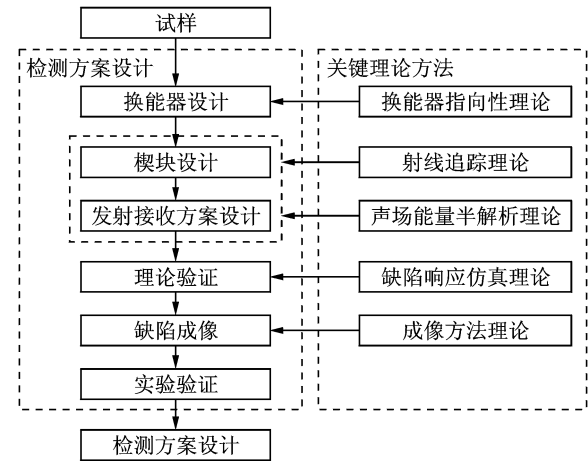 试样
检测方案设计
关键理论方法
换能器设计
换能器指向性理论
楔块设计
射线追踪理论
发射接收方案设计
声场能量半解析理论
理论验证
缺陷响应仿真理论
缺陷成像
成像方法理论
实验验证
检测方案设计